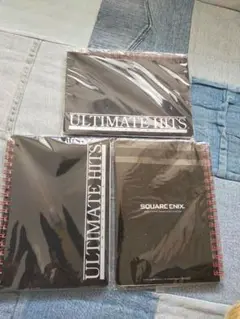 ULTIMATE HITS
ULTIMATE HITS
SQUARE ENIX.